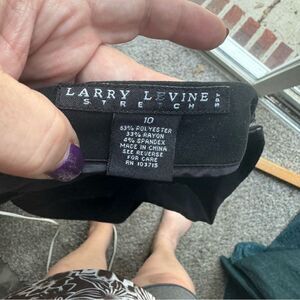 LARRY LEVINE
STRETCH
10
63% POLYESTER
33% RAYON
4% SPANDEX
MADE IN CHINA
SEE REVERSE
FOR CARE
RN 103715